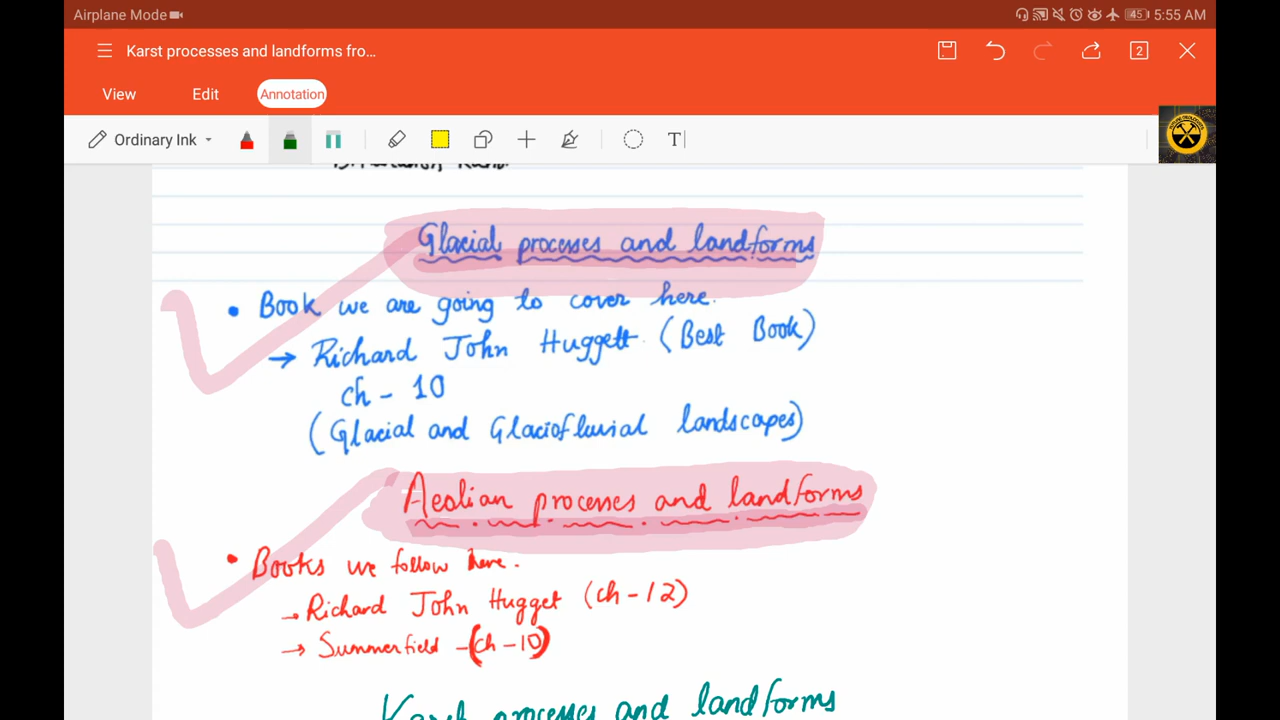 Airplane Mode
45 5:55 AM
Karst processes and landforms fro...
2
View Edit Annotation
Ordinary Ink T
Glacial processes and landforms
• Book we are going to cover here.
→ Richard John Huggett (Best Book)
ch - 10
(Glacial and Glaciofluvial landscapes)
Aeolian processes and landforms
• Books we follow here.
→ Richard John Hugget (ch-12)
→ Summerfield - (ch-10)
Karst processes and landforms